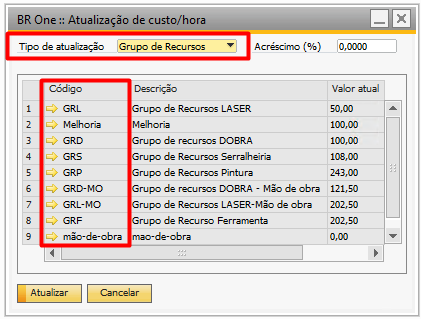 BR One :: Atualização de custo/hora
Tipo de atualização Grupo de Recursos Acréscimo (%) 0,0000
Código Descrição Valor atual
1 GRL Grupo de Recursos LASER 50,00
2 Melhoria Melhoria 100,00
3 GRD Grupo de recursos DOBRA 100,00
4 GRS Grupo de Recursos Serralheiria 108,00
5 GRP Grupo de Recursos Pintura 243,00
6 GRD-MO Grupo de recursos DOBRA - Mão de obra 121,50
7 GRL-MO Grupo de Recursos LASER-Mão de obra 202,50
8 GRF Grupo de Recurso Ferramenta 202,50
9 mão-de-obra mao-de-obra 0,00
Atualizar Cancelar